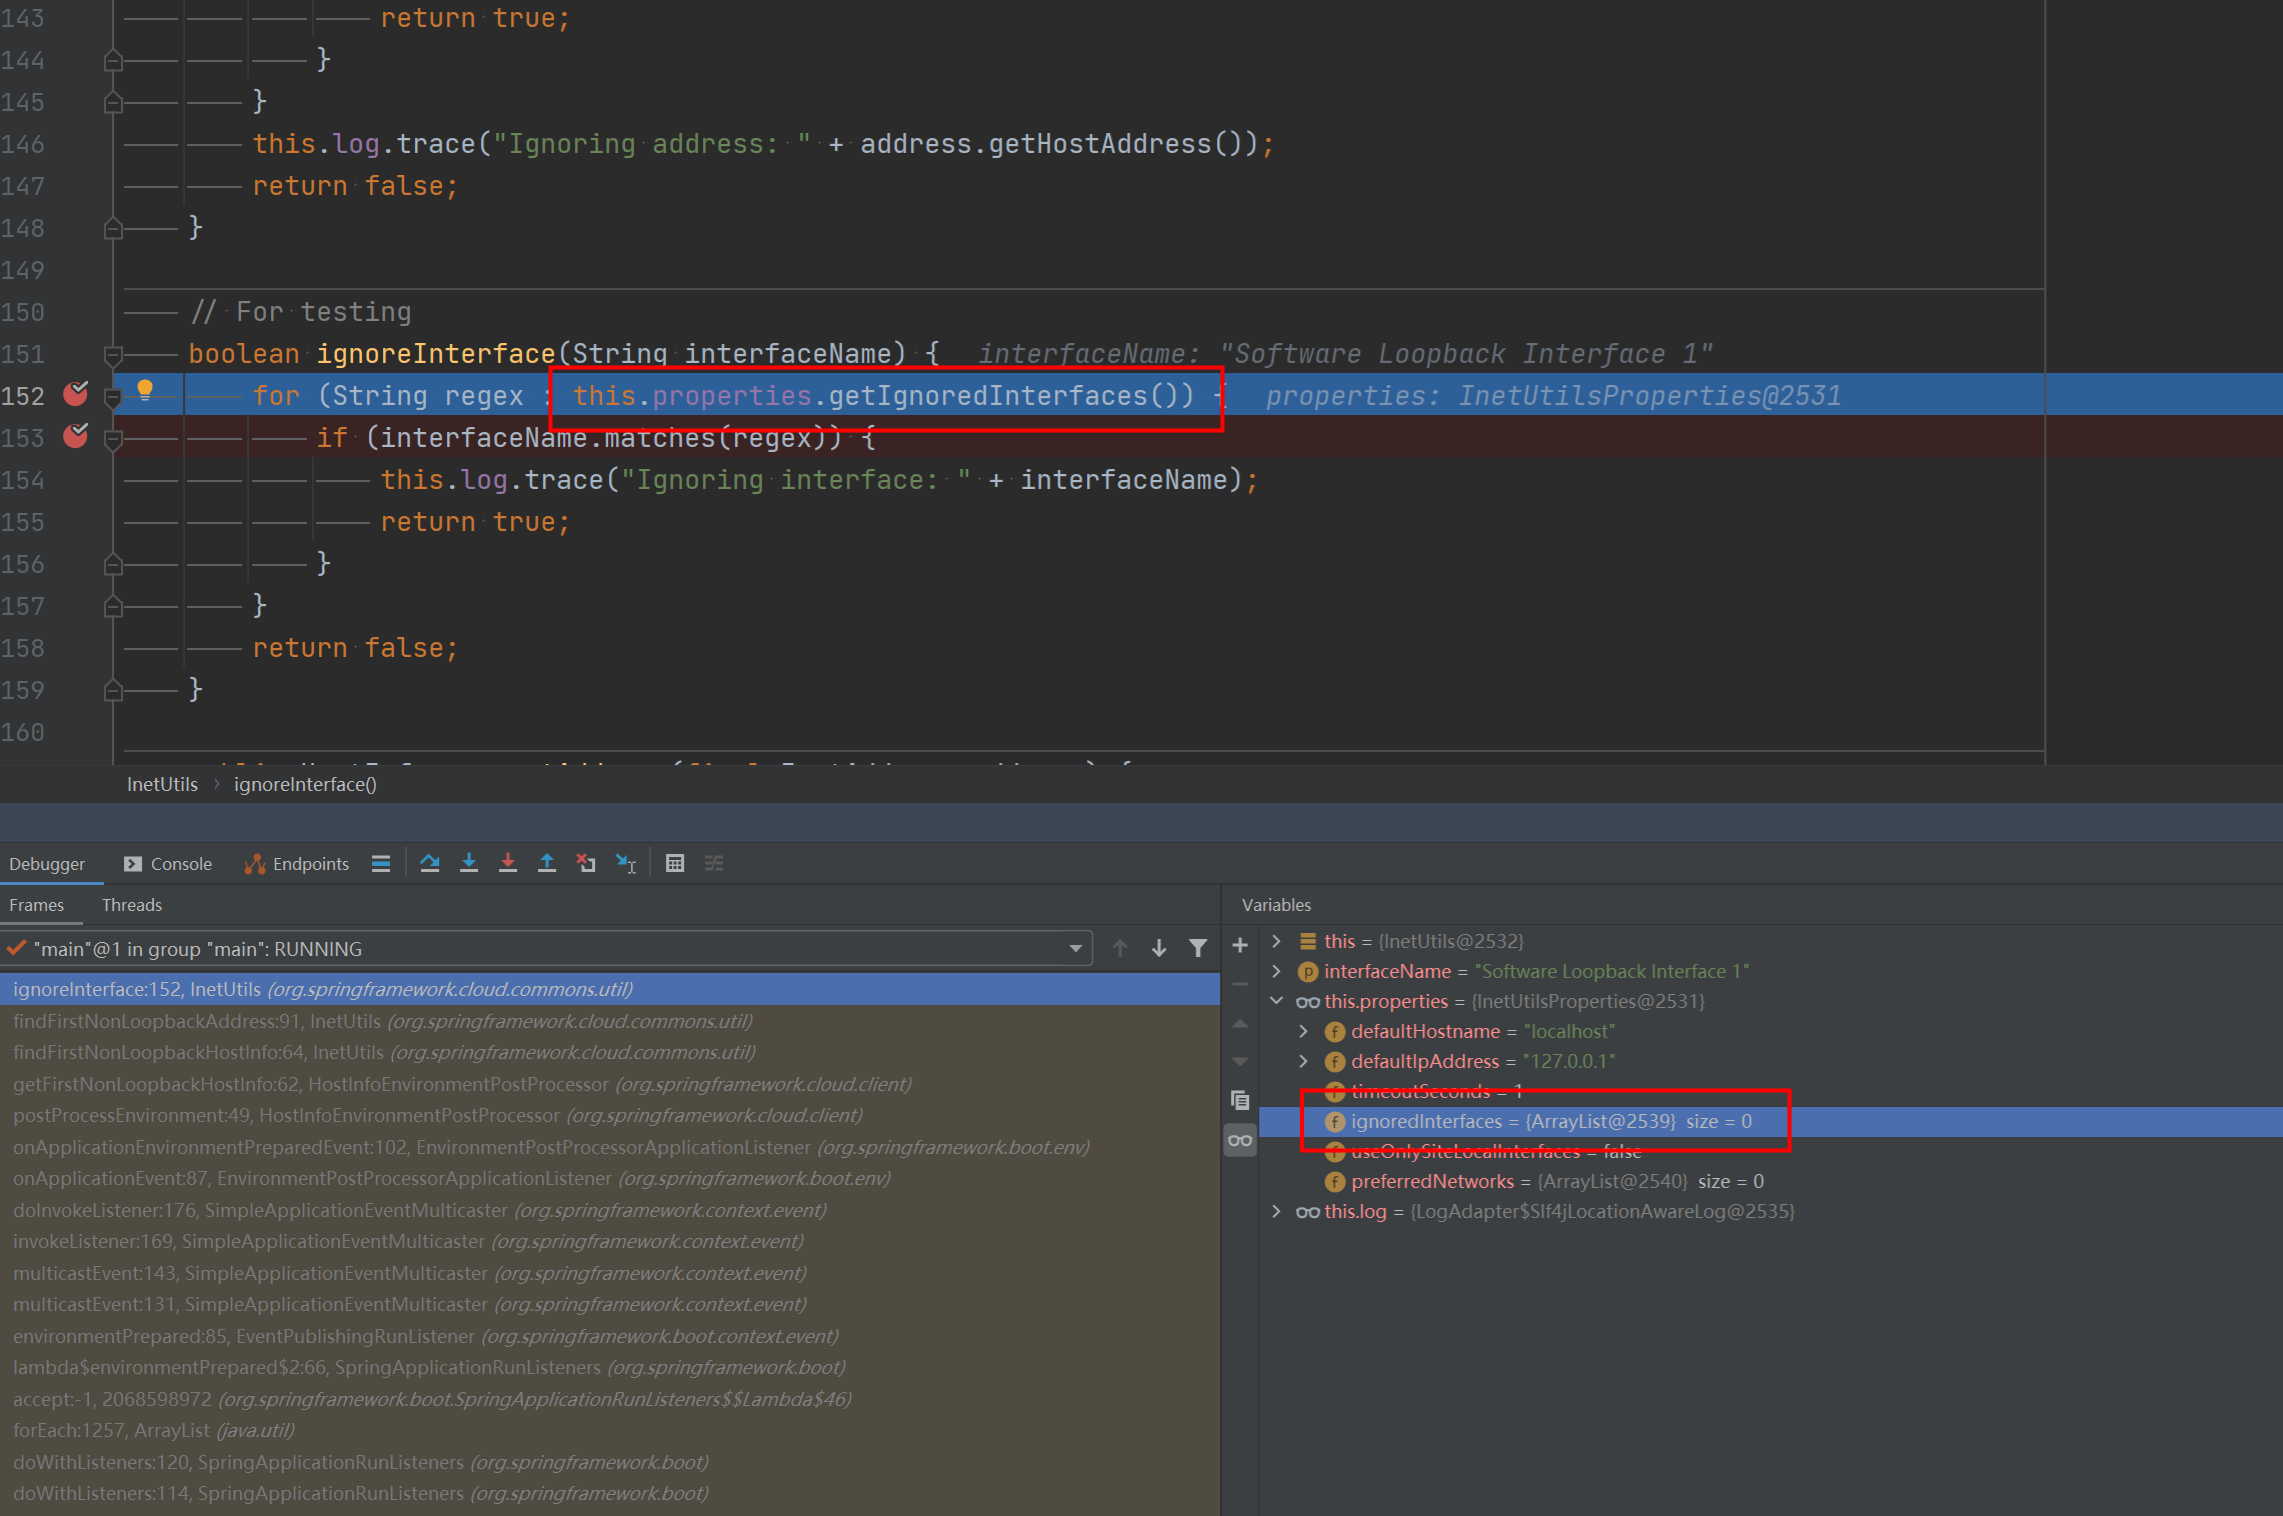 143 return true;
144 }
145 }
146 this.log.trace("Ignoring address: " + address.getHostAddress());
147 return false;
148 }
149
150 // For testing
151 boolean ignoreInterface(String interfaceName) { interfaceName: "Software Loopback Interface 1"
152 for (String regex : this.properties.getIgnoredInterfaces()) { properties: InetUtilsProperties@2531
153 if (interfaceName.matches(regex)) {
154 this.log.trace("Ignoring interface: " + interfaceName);
155 return true;
156 }
157 }
158 return false;
159 }
160
InetUtils › ignoreInterface()
Debugger Console Endpoints
Frames Threads
"main"@1 in group "main": RUNNING
ignoreInterface:152, InetUtils (org.springframework.cloud.commons.util)
findFirstNonLoopbackAddress:91, InetUtils (org.springframework.cloud.commons.util)
findFirstNonLoopbackHostInfo:64, InetUtils (org.springframework.cloud.commons.util)
getFirstNonLoopbackHostInfo:62, HostInfoEnvironmentPostProcessor (org.springframework.cloud.client)
postProcessEnvironment:49, HostInfoEnvironmentPostProcessor (org.springframework.cloud.client)
onApplicationEnvironmentPreparedEvent:102, EnvironmentPostProcessorApplicationListener (org.springframework.boot.env)
onApplicationEvent:87, EnvironmentPostProcessorApplicationListener (org.springframework.boot.env)
doInvokeListener:176, SimpleApplicationEventMulticaster (org.springframework.context.event)
invokeListener:169, SimpleApplicationEventMulticaster (org.springframework.context.event)
multicastEvent:143, SimpleApplicationEventMulticaster (org.springframework.context.event)
multicastEvent:131, SimpleApplicationEventMulticaster (org.springframework.context.event)
environmentPrepared:85, EventPublishingRunListener (org.springframework.boot.context.event)
lambda$environmentPrepared$2:66, SpringApplicationRunListeners (org.springframework.boot)
accept:-1, 2068598972 (org.springframework.boot.SpringApplicationRunListeners$$Lambda$46)
forEach:1257, ArrayList (java.util)
doWithListeners:120, SpringApplicationRunListeners (org.springframework.boot)
doWithListeners:114, SpringApplicationRunListeners (org.springframework.boot)
Variables
this = {InetUtils@2532}
p interfaceName = "Software Loopback Interface 1"
this.properties = {InetUtilsProperties@2531}
f defaultHostname = "localhost"
f defaultIpAddress = "127.0.0.1"
f timeoutSeconds = 1
f ignoredInterfaces = {ArrayList@2539} size = 0
f useOnlySiteLocalInterfaces = false
f preferredNetworks = {ArrayList@2540} size = 0
this.log = {LogAdapter$Slf4jLocationAwareLog@2535}